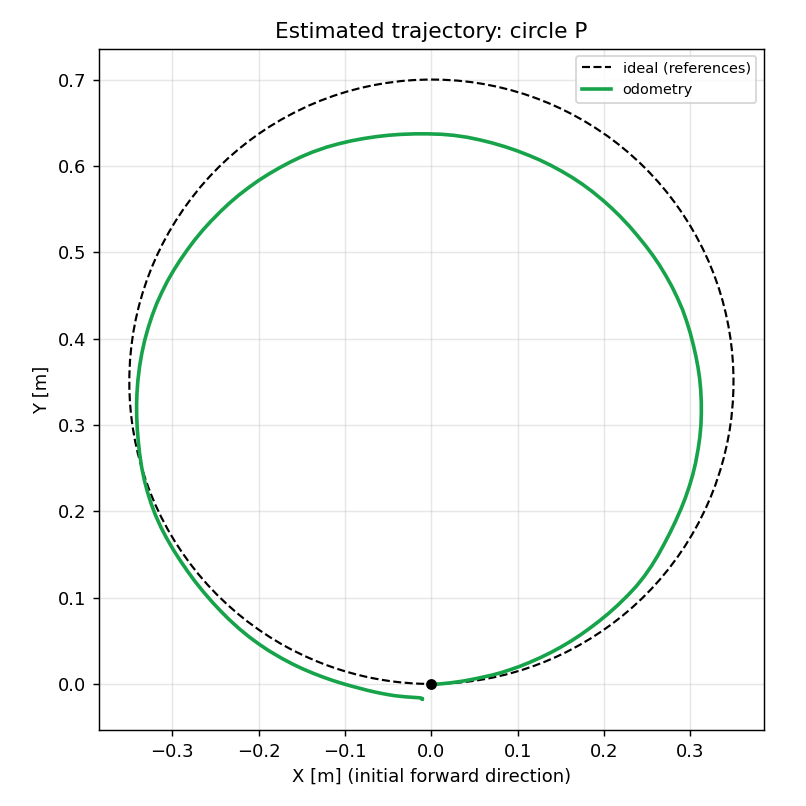 Estimated trajectory: circle P
ideal (references)
odometry
0.7
0.6
0.5
0.4
0.3
0.2
0.1
0.0
Y [m]
−0.3 −0.2 −0.1 0.0 0.1 0.2 0.3
X [m] (initial forward direction)